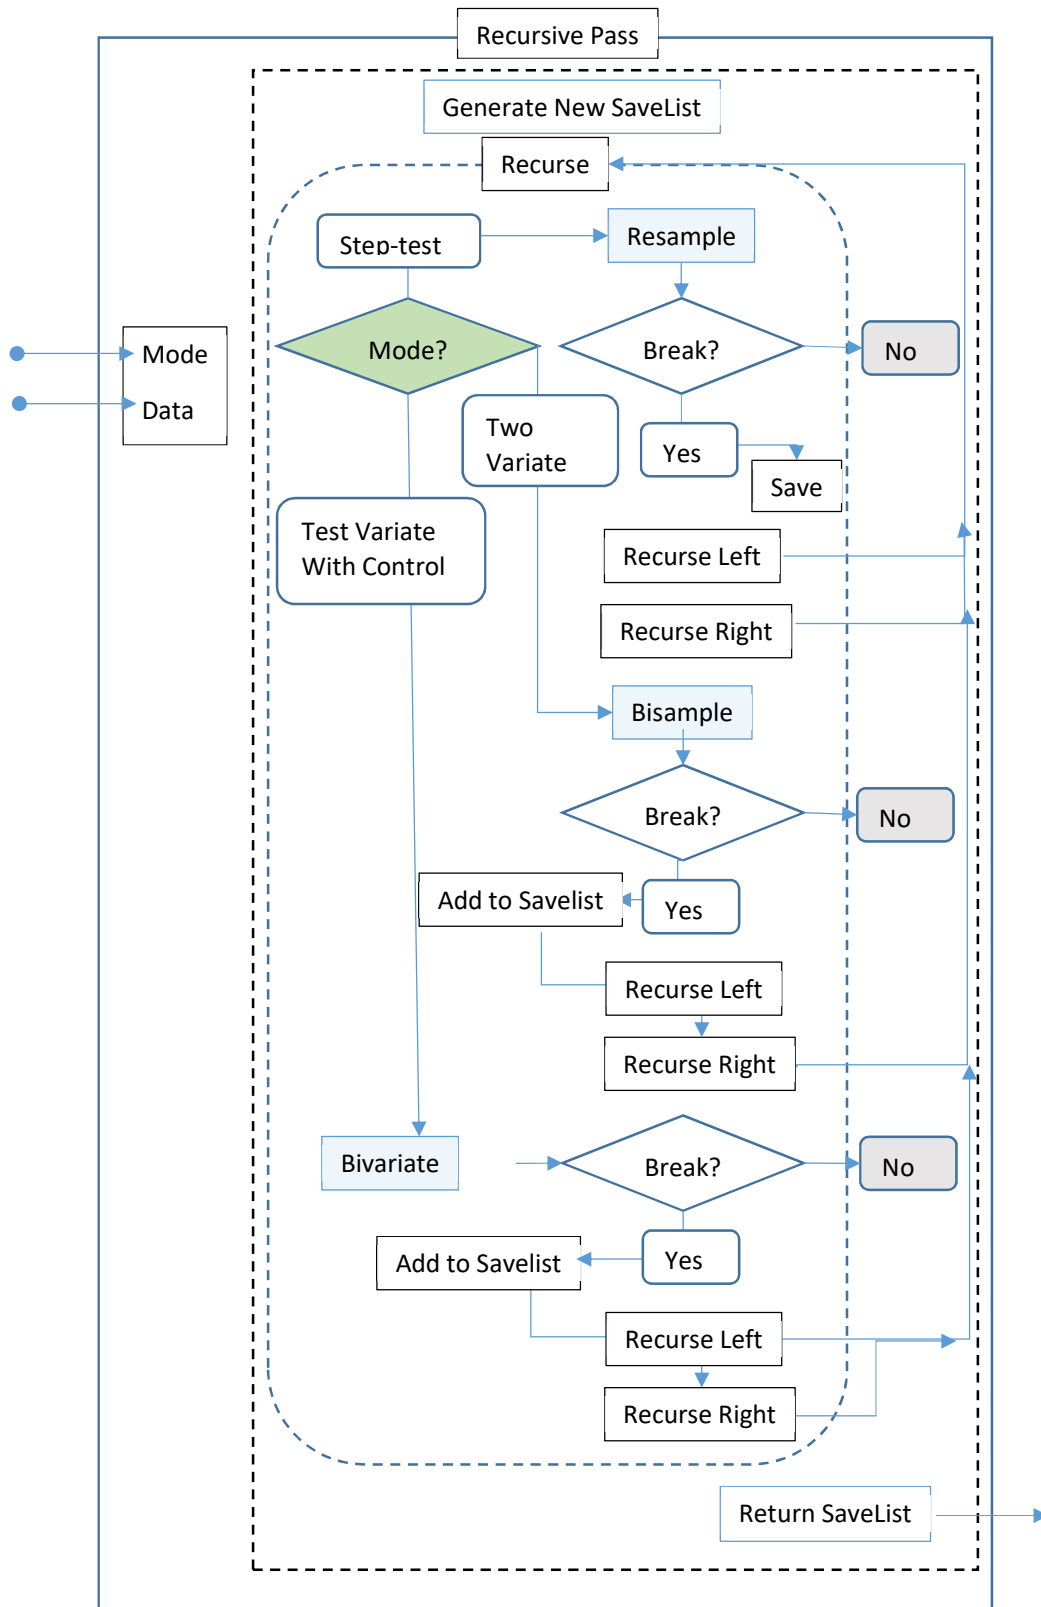 Recursive Pass
Generate New SaveList
Recurse
Step-test
Resample
Mode?
Break?
No
Mode
Data
Two
Variate
Yes
Save
Test Variate
With Control
Recurse Left
Recurse Right
Bisample
Break?
No
Add to Savelist
Yes
Recurse Left
Recurse Right
Bivariate
Break?
No
Add to Savelist
Yes
Recurse Left
Recurse Right
Return SaveList